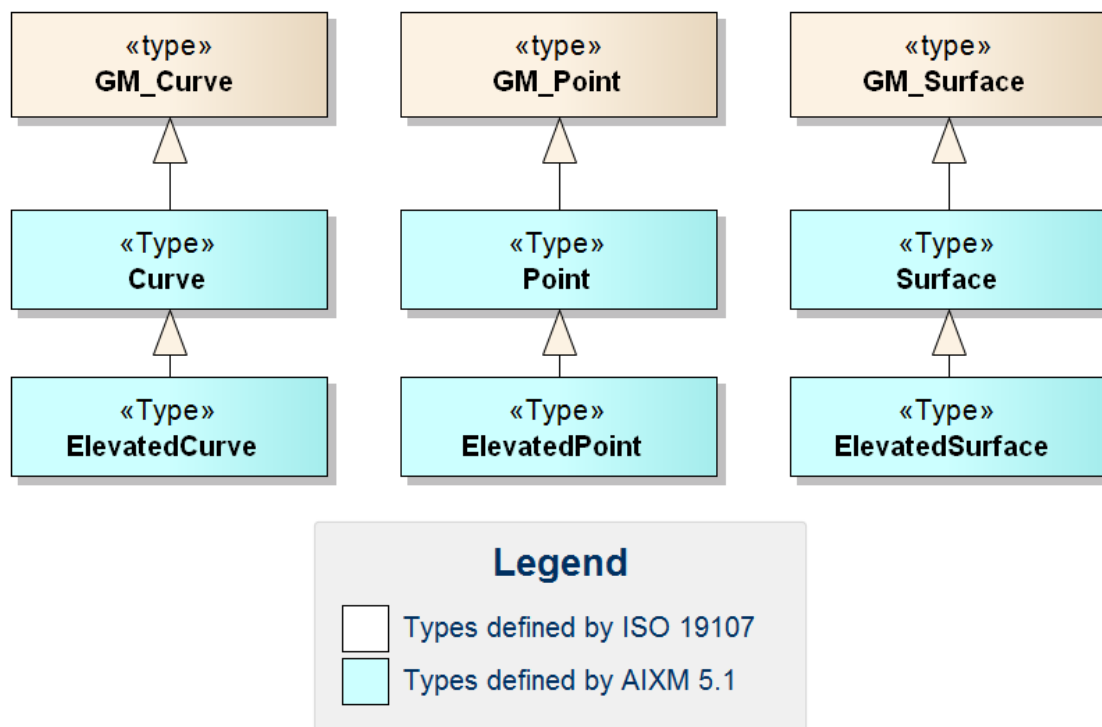 «type»
GM_Curve
«type»
GM_Point
«type»
GM_Surface
«Type»
Curve
«Type»
Point
«Type»
Surface
«Type»
ElevatedCurve
«Type»
ElevatedPoint
«Type»
ElevatedSurface
Legend
Types defined by ISO 19107
Types defined by AIXM 5.1